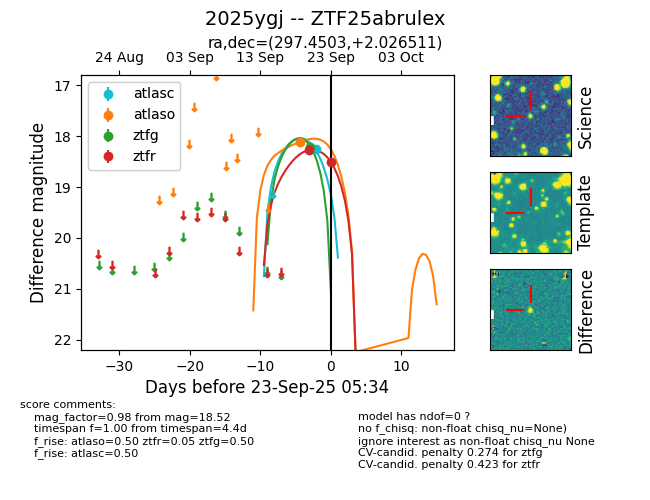 2025ygj -- ZTF25abrulex
ra,dec=(297.4503,+2.026511)
24 Aug 03 Sep 13 Sep 23 Sep 03 Oct
17
18
19
20
21
22
Difference magnitude
atlasc
atlaso
ztfg
ztfr
−30 −20 −10 0 10
Days before 23-Sep-25 05:34
Science
Template
Difference
score comments:
mag_factor=0.98 from mag=18.52
timespan f=1.00 from timespan=4.4d
f_rise: atlaso=0.50 ztfr=0.05 ztfg=0.50
f_rise: atlasc=0.50
model has ndof=0 ?
no f_chisq: non-float chisq_nu=None)
ignore interest as non-float chisq_nu None
CV-candid. penalty 0.274 for ztfg
CV-candid. penalty 0.423 for ztfr